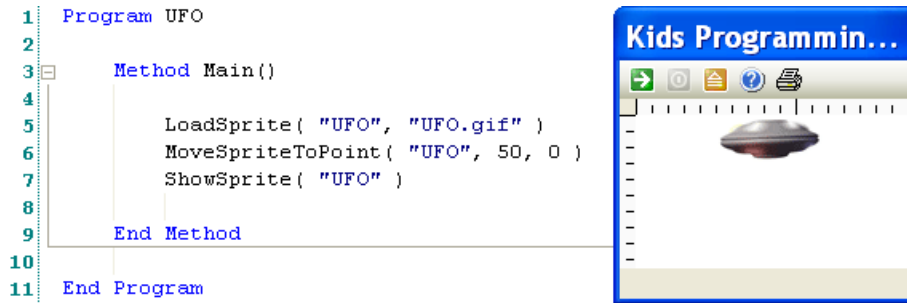 1 Program UFO
2
3 Method Main()
4
5 LoadSprite( "UFO", "UFO.gif" )
6 MoveSpriteToPoint( "UFO", 50, 0 )
7 ShowSprite( "UFO" )
8
9 End Method
10
11 End Program
Kids Programmin...